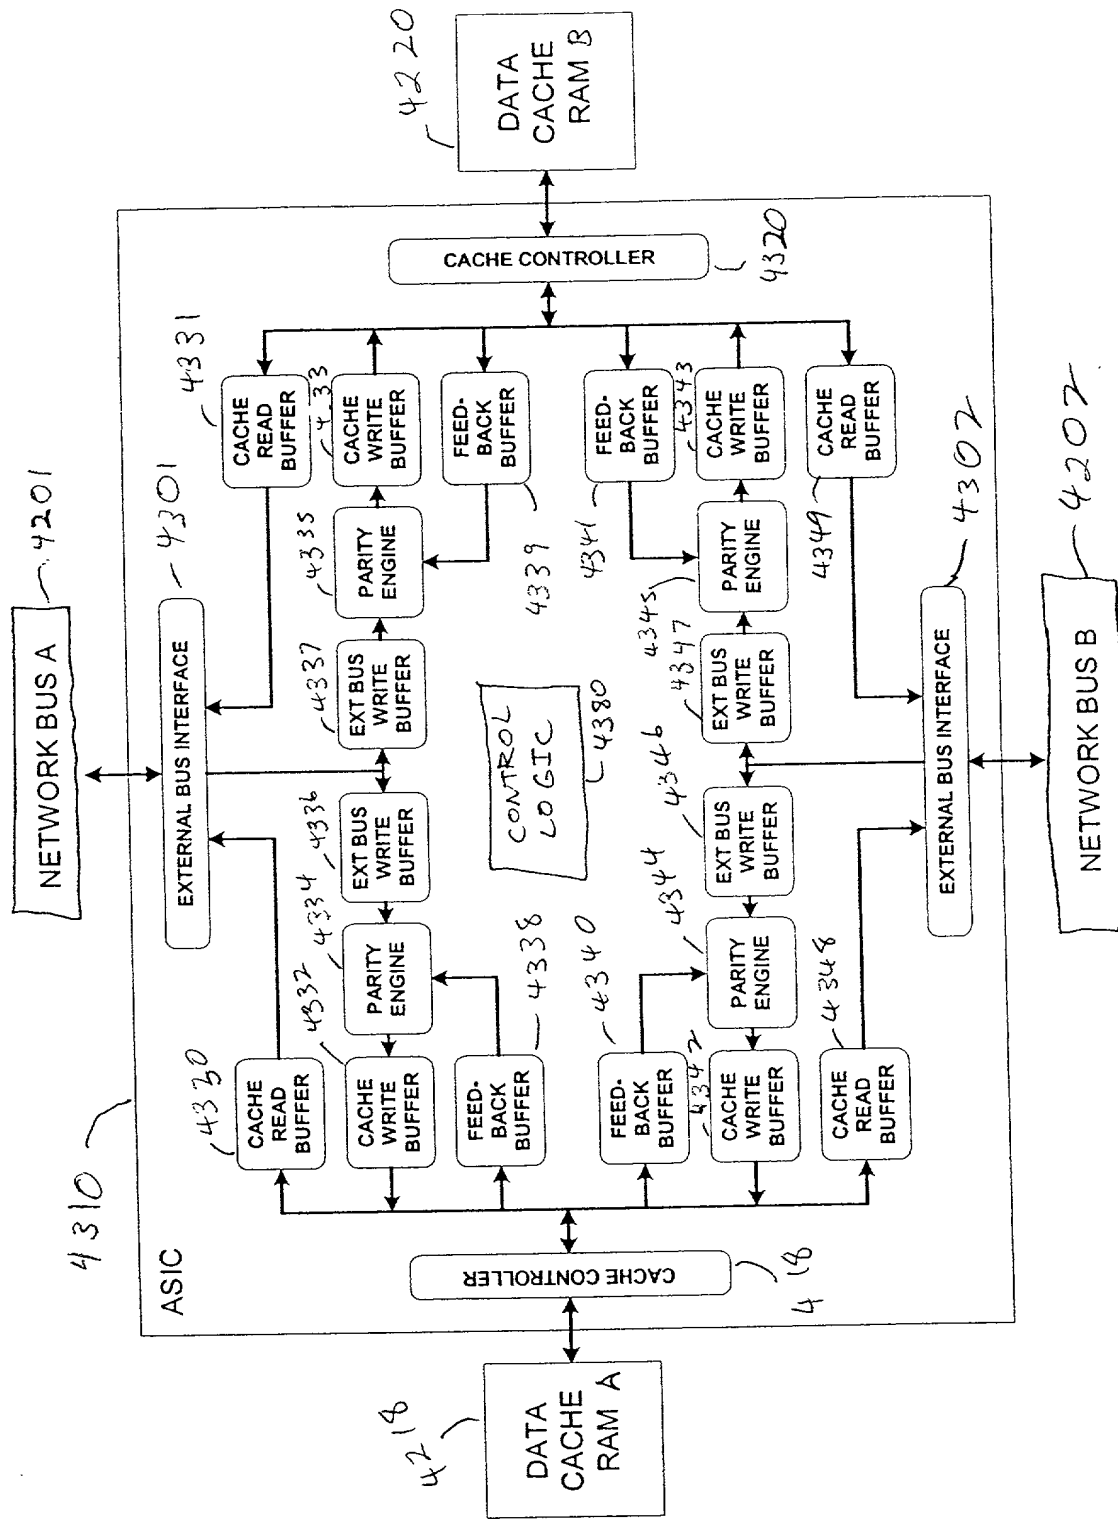 NETWORK BUS A
4201
4310
ASIC
EXTERNAL BUS INTERFACE
4301
4330
CACHE
READ
BUFFER
4331
CACHE
READ
BUFFER
4332
CACHE
WRITE
BUFFER
4334
PARITY
ENGINE
4336
EXT BUS
WRITE
BUFFER
4337
EXT BUS
WRITE
BUFFER
4335
PARITY
ENGINE
CACHE
WRITE
BUFFER
FEED-
BACK
BUFFER
4338
FEED-
BACK
BUFFER
4339
4218
DATA
CACHE
RAM A
CACHE CONTROLLER
4 18
CONTROL
LOGIC
4380
CACHE CONTROLLER
4320
4220
DATA
CACHE
RAM B
FEED-
BACK
BUFFER
4340
FEED-
BACK
BUFFER
4341
4342
CACHE
WRITE
BUFFER
4344
PARITY
ENGINE
4346
EXT BUS
WRITE
BUFFER
4347
EXT BUS
WRITE
BUFFER
4345
PARITY
ENGINE
4343
CACHE
WRITE
BUFFER
CACHE
READ
BUFFER
4348
CACHE
READ
BUFFER
4349
EXTERNAL BUS INTERFACE
4302
NETWORK BUS B
4202